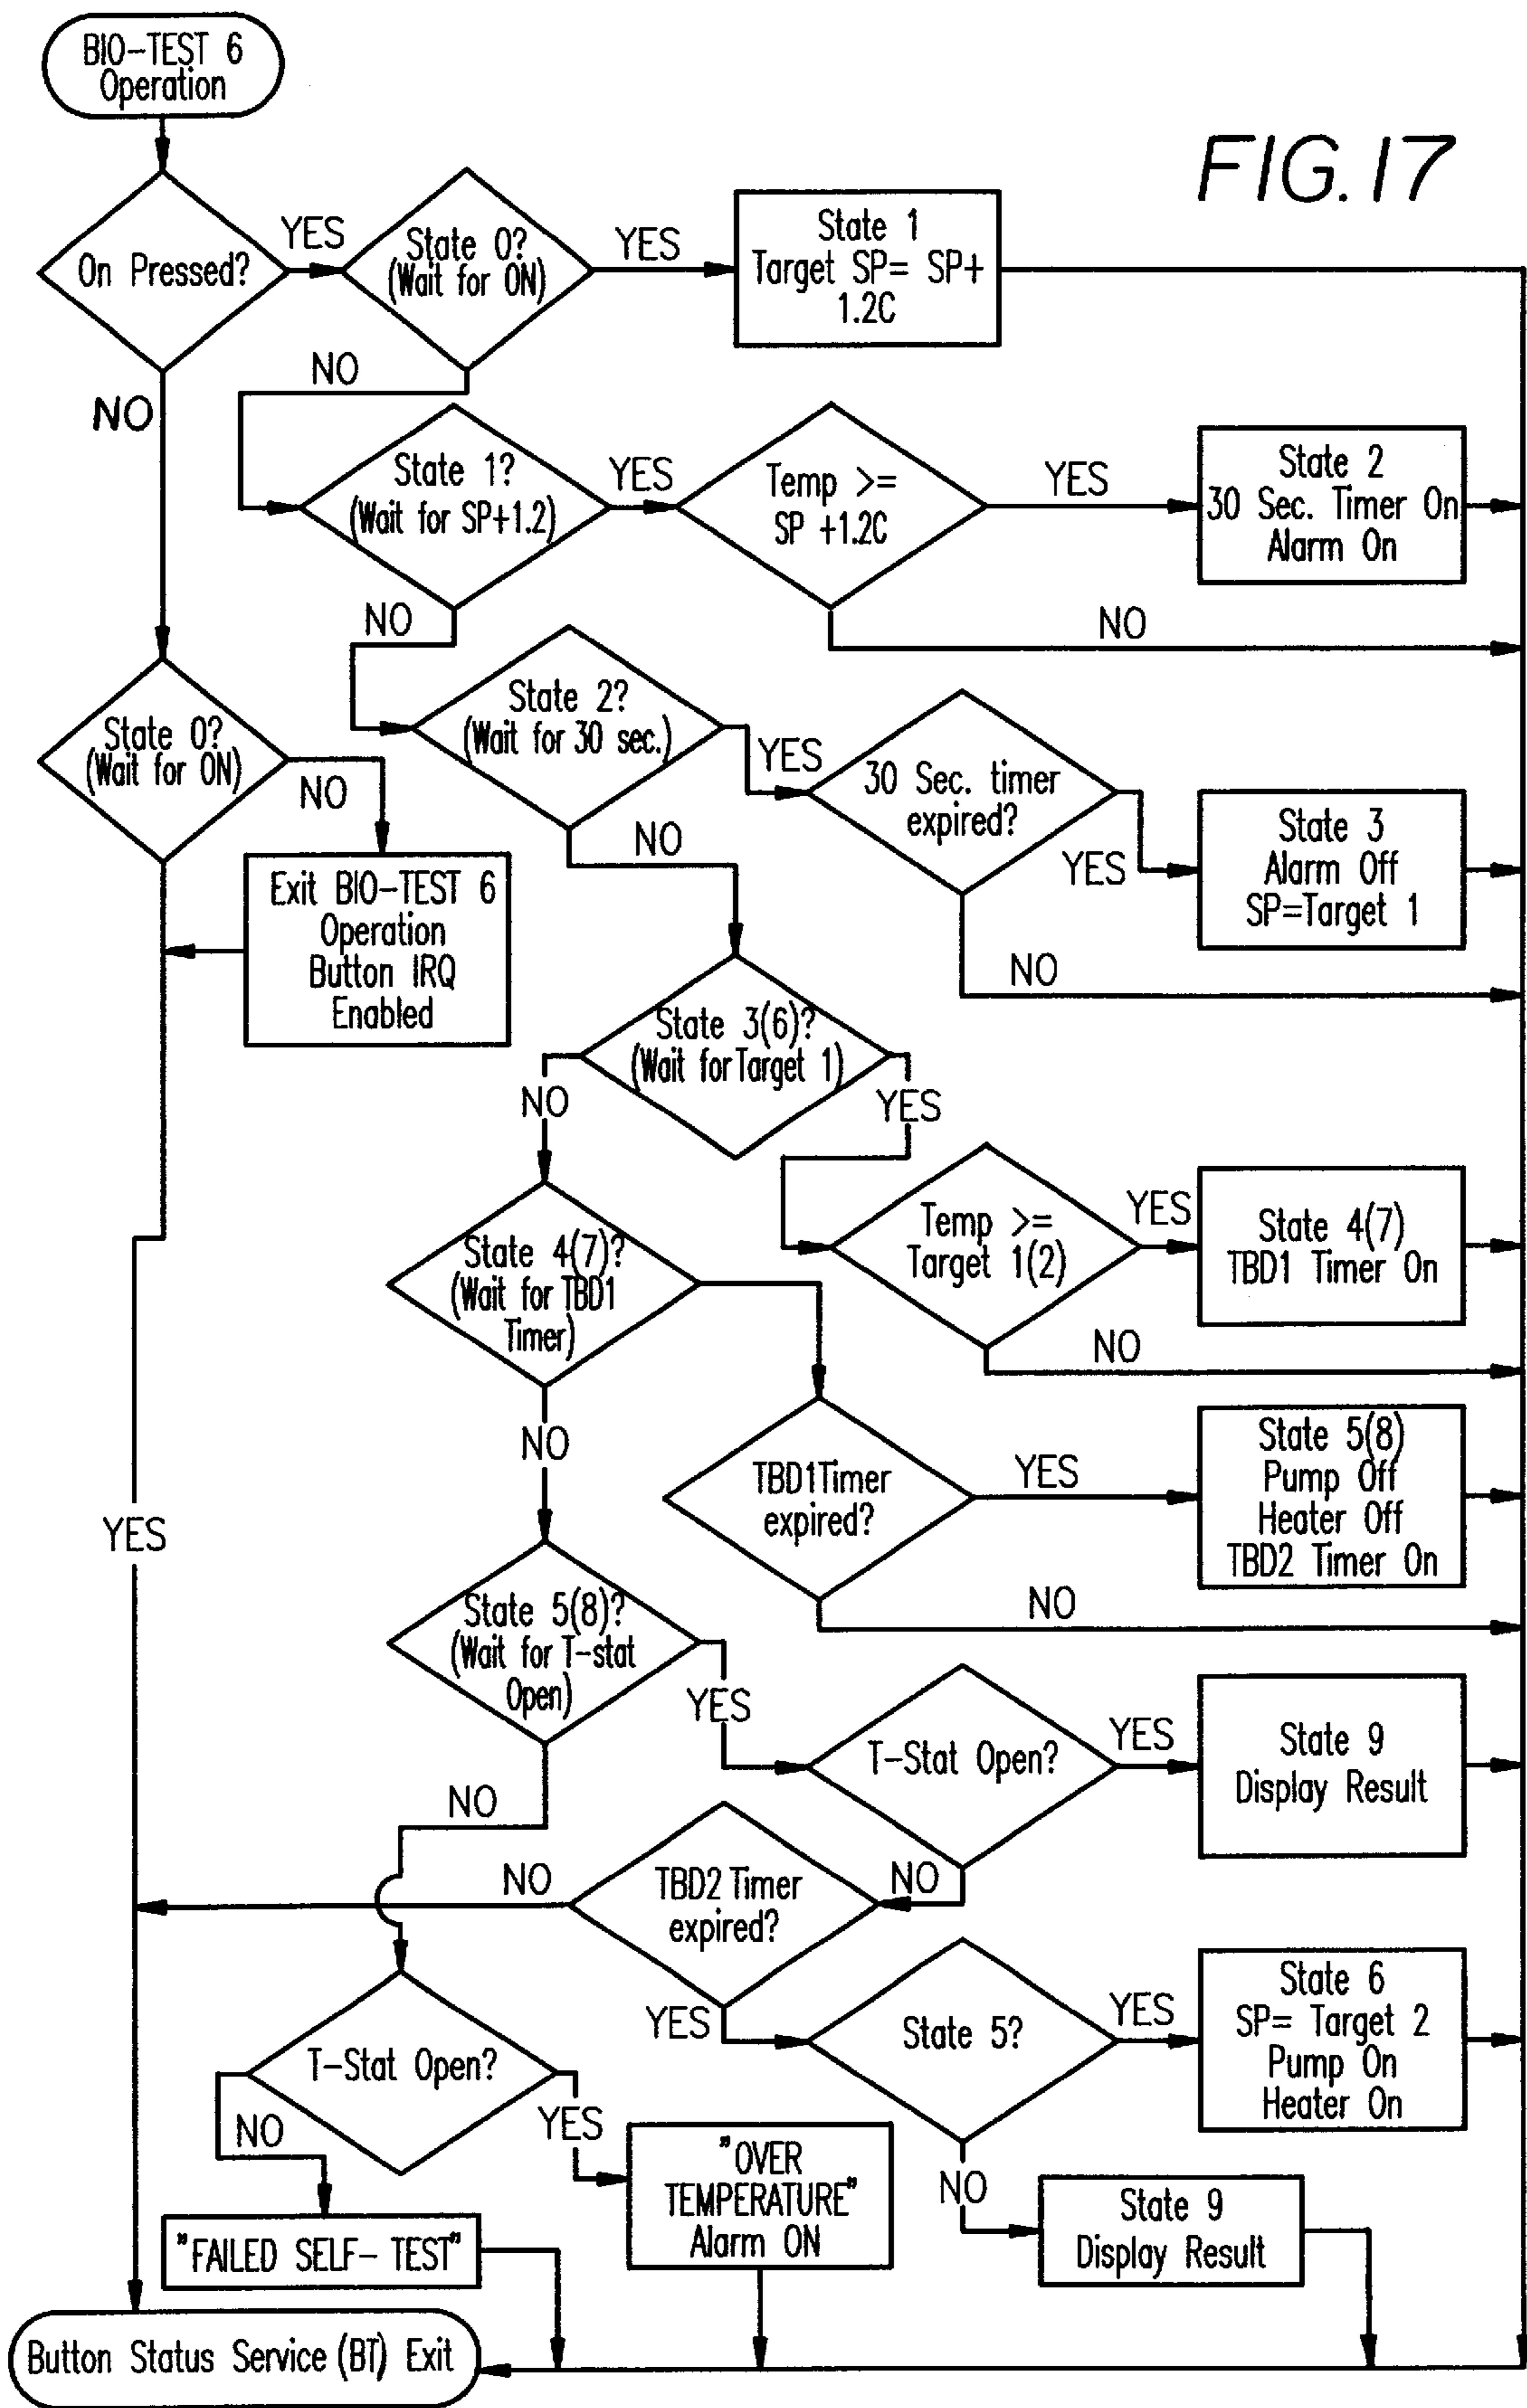 BIO-TEST 6
Operation
FIG.17
On Pressed?
YES
State 0?
(Wait for ON)
YES
State 1
Target SP= SP+
1.2C
NO
NO
State 1?
(Wait for SP+1.2)
YES
Temp >=
SP +1.2C
YES
State 2
30 Sec. Timer On
Alarm On
NO
NO
State 0?
(Wait for ON)
NO
State 2?
(Wait for 30 sec.)
YES
30 Sec. timer
expired?
YES
State 3
Alarm Off
SP=Target 1
NO
NO
Exit BIO-TEST 6
Operation
Button IRQ
Enabled
State 3(6)?
(Wait for Target 1)
NO
YES
Temp >=
Target 1(2)
YES
State 4(7)
TBD1 Timer On
NO
State 4(7)?
(Wait for TBD1
Timer)
NO
TBD1 Timer
expired?
YES
State 5(8)
Pump Off
Heater Off
TBD2 Timer On
NO
YES
State 5(8)?
(Wait for T-stat
Open)
YES
T-Stat Open?
YES
State 9
Display Result
NO
NO
TBD2 Timer
expired?
NO
YES
State 5?
YES
State 6
SP= Target 2
Pump On
Heater On
T-Stat Open?
NO
YES
"OVER
TEMPERATURE"
Alarm ON
NO
State 9
Display Result
"FAILED SELF- TEST"
Button Status Service (BT) Exit